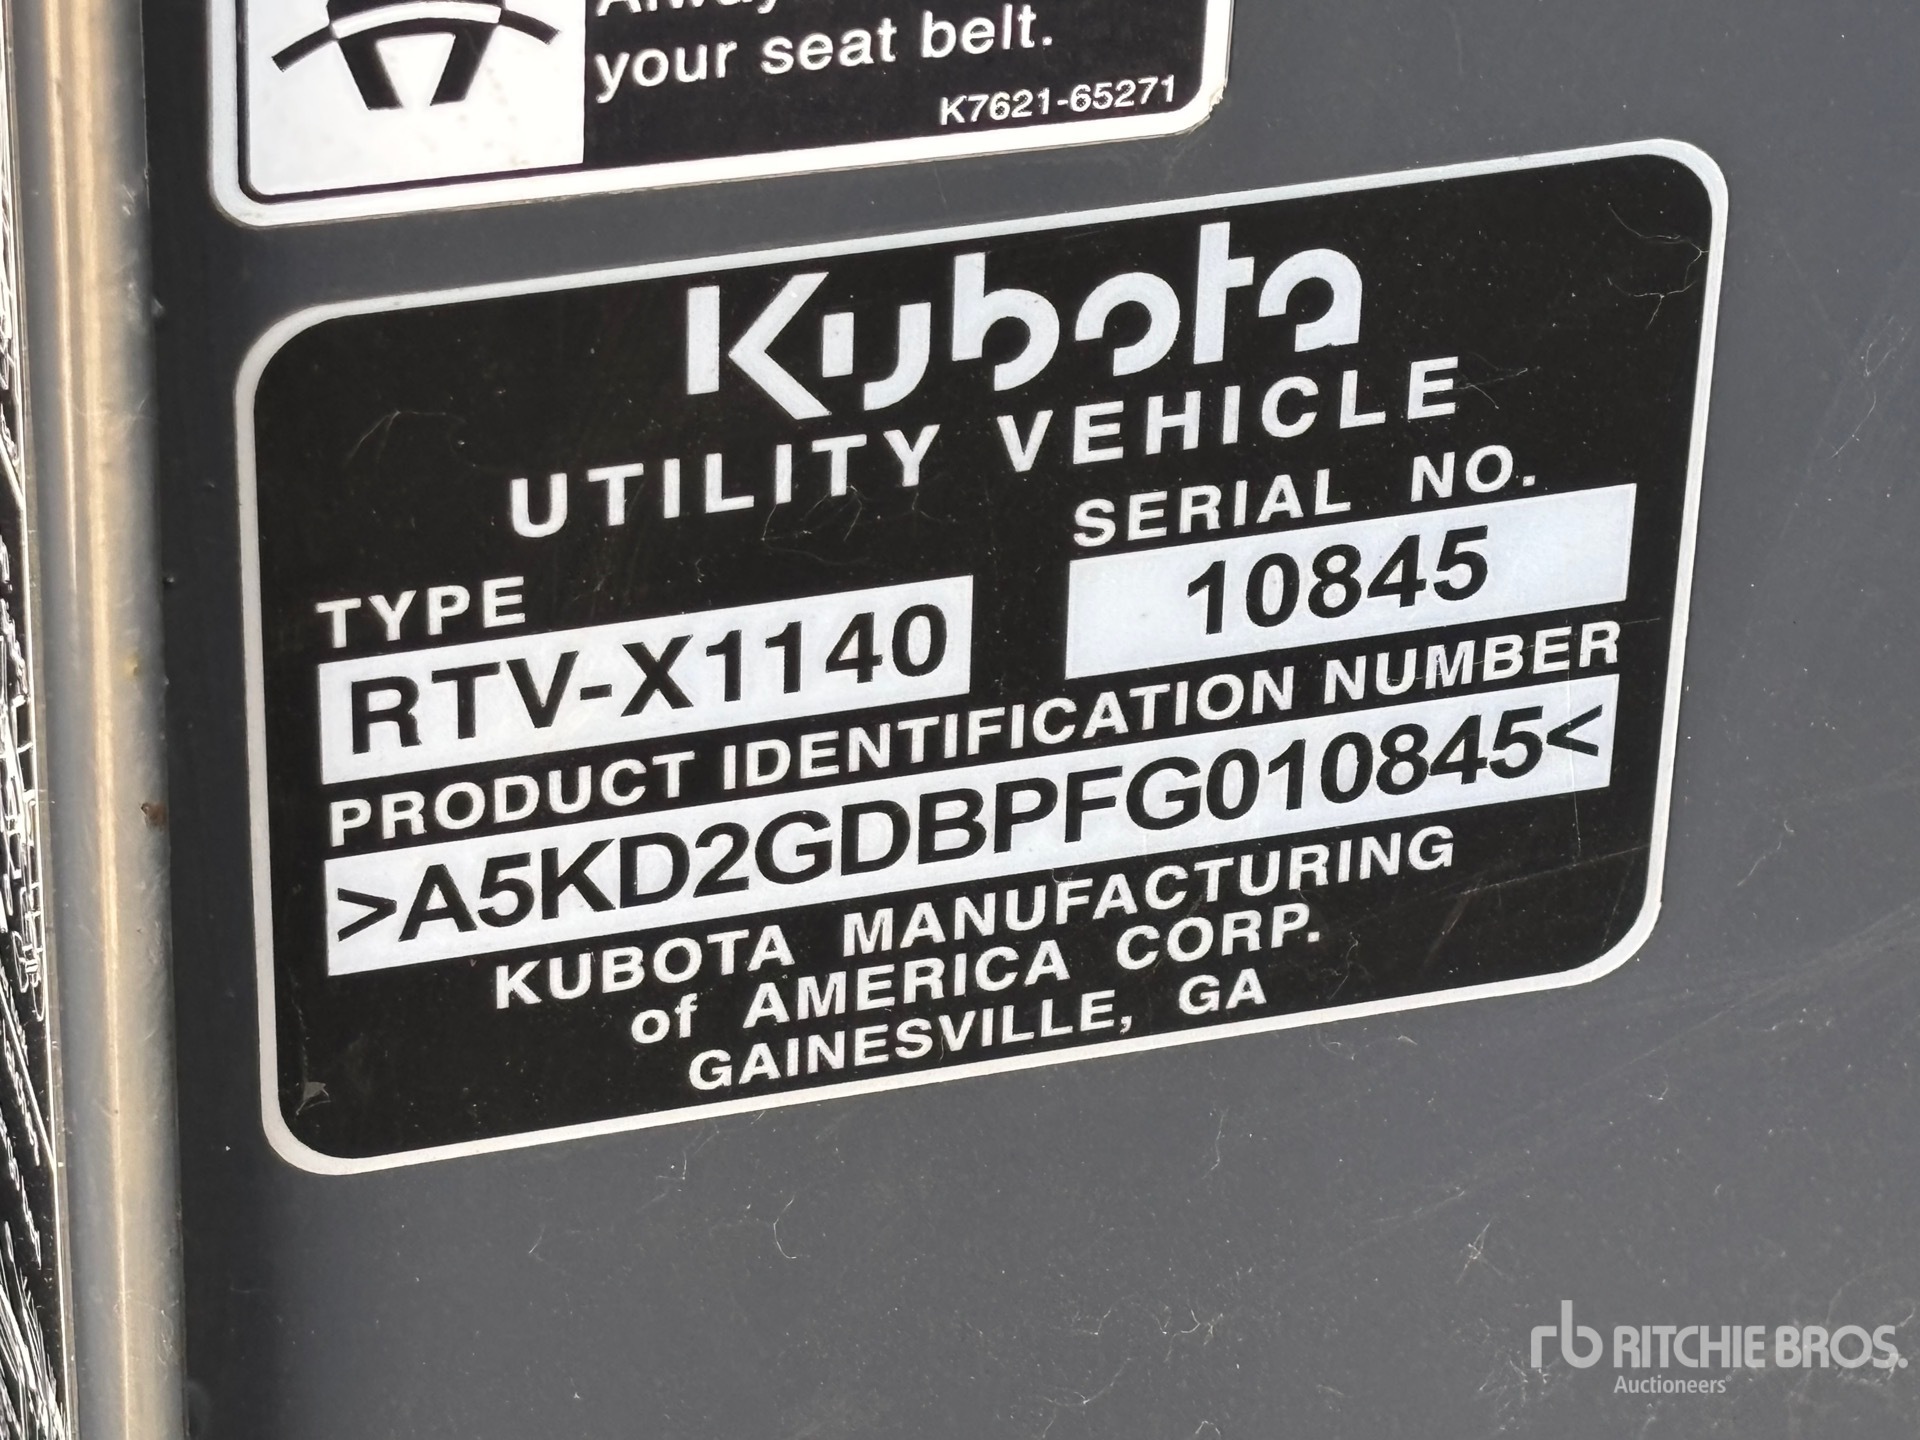 your seat belt.
K7621-65271
Kubota
UTILITY VEHICLE
SERIAL NO.
10845
TYPE
RTV-X1140
PRODUCT IDENTIFICATION NUMBER
>A5KD2GDBPFG010845<
KUBOTA MANUFACTURING
of AMERICA CORP.
GAINESVILLE, GA
rb RITCHIE BROS.
Auctioneers